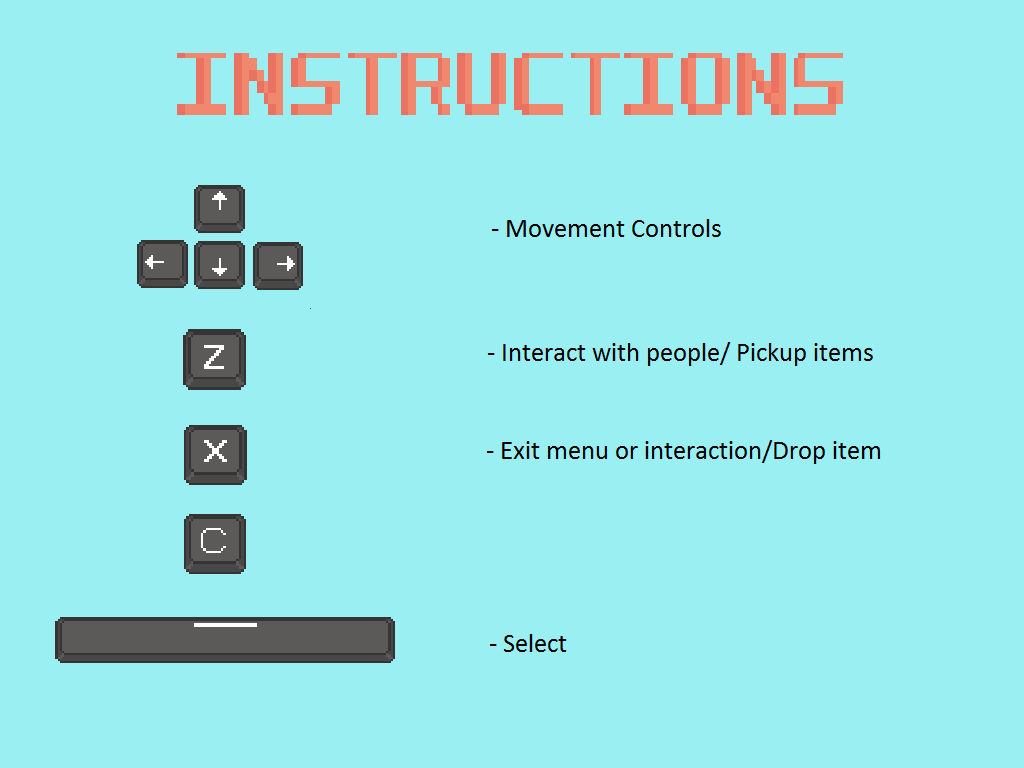 INSTRUCTIONS
↑
- Movement Controls
← ↓ →
Z - Interact with people/ Pickup items
X - Exit menu or interaction/Drop item
C
- Select